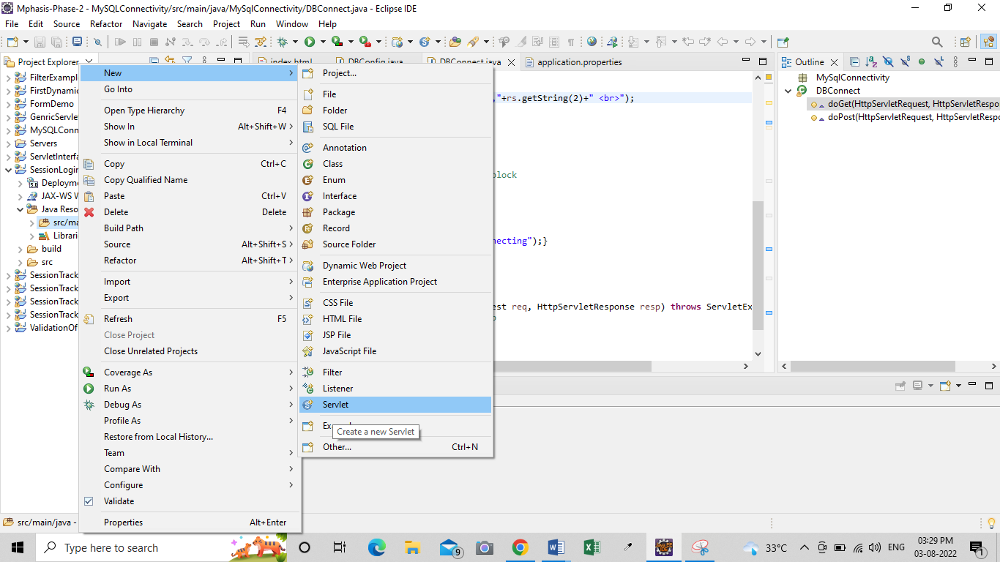 Mphasis-Phase-2 - MySQLConnectivity/src/main/java/MySqlConnectivity/DBConnect.java - Eclipse IDE
File Edit Source Refactor Navigate Search Project Run Window Help
Project Explorer
index.html DBConfig.java DBConnect.java application.properties
Outline
FilterExampl
FirstDynamic
FormDemo
GenricServlet
MySQLConn
Servers
ServletInterfa
SessionLogin
Deployme
JAX-WS W
Java Reso
src/ma
Librari
build
src
SessionTrack
SessionTrack
SessionTrack
SessionTrack
ValidationOf
New
Go Into
Open Type Hierarchy F4
Show In Alt+Shift+W
Show in Local Terminal
Copy Ctrl+C
Copy Qualified Name
Paste Ctrl+V
Delete Delete
Build Path
Source Alt+Shift+S
Refactor Alt+Shift+T
Import
Export
Refresh F5
Close Project
Close Unrelated Projects
Coverage As
Run As
Debug As
Profile As
Restore from Local History...
Team
Compare With
Configure
Validate
Properties Alt+Enter
Project...
File
Folder
SQL File
Annotation
Class
Enum
Interface
Package
Record
Source Folder
Dynamic Web Project
Enterprise Application Project
CSS File
HTML File
JSP File
JavaScript File
Filter
Listener
Servlet
Create a new Servlet
Other... Ctrl+N
,"+rs.getString(2)+" <br>");
block
necting");}
est req, HttpServletResponse resp) throws ServletEx
MySqlConnectivity
DBConnect
doGet(HttpServletRequest, HttpServletRespo
doPost(HttpServletRequest, HttpServletRespo
src/main/java -
Type here to search
9
33°C
ENG
03:29 PM
03-08-2022
1